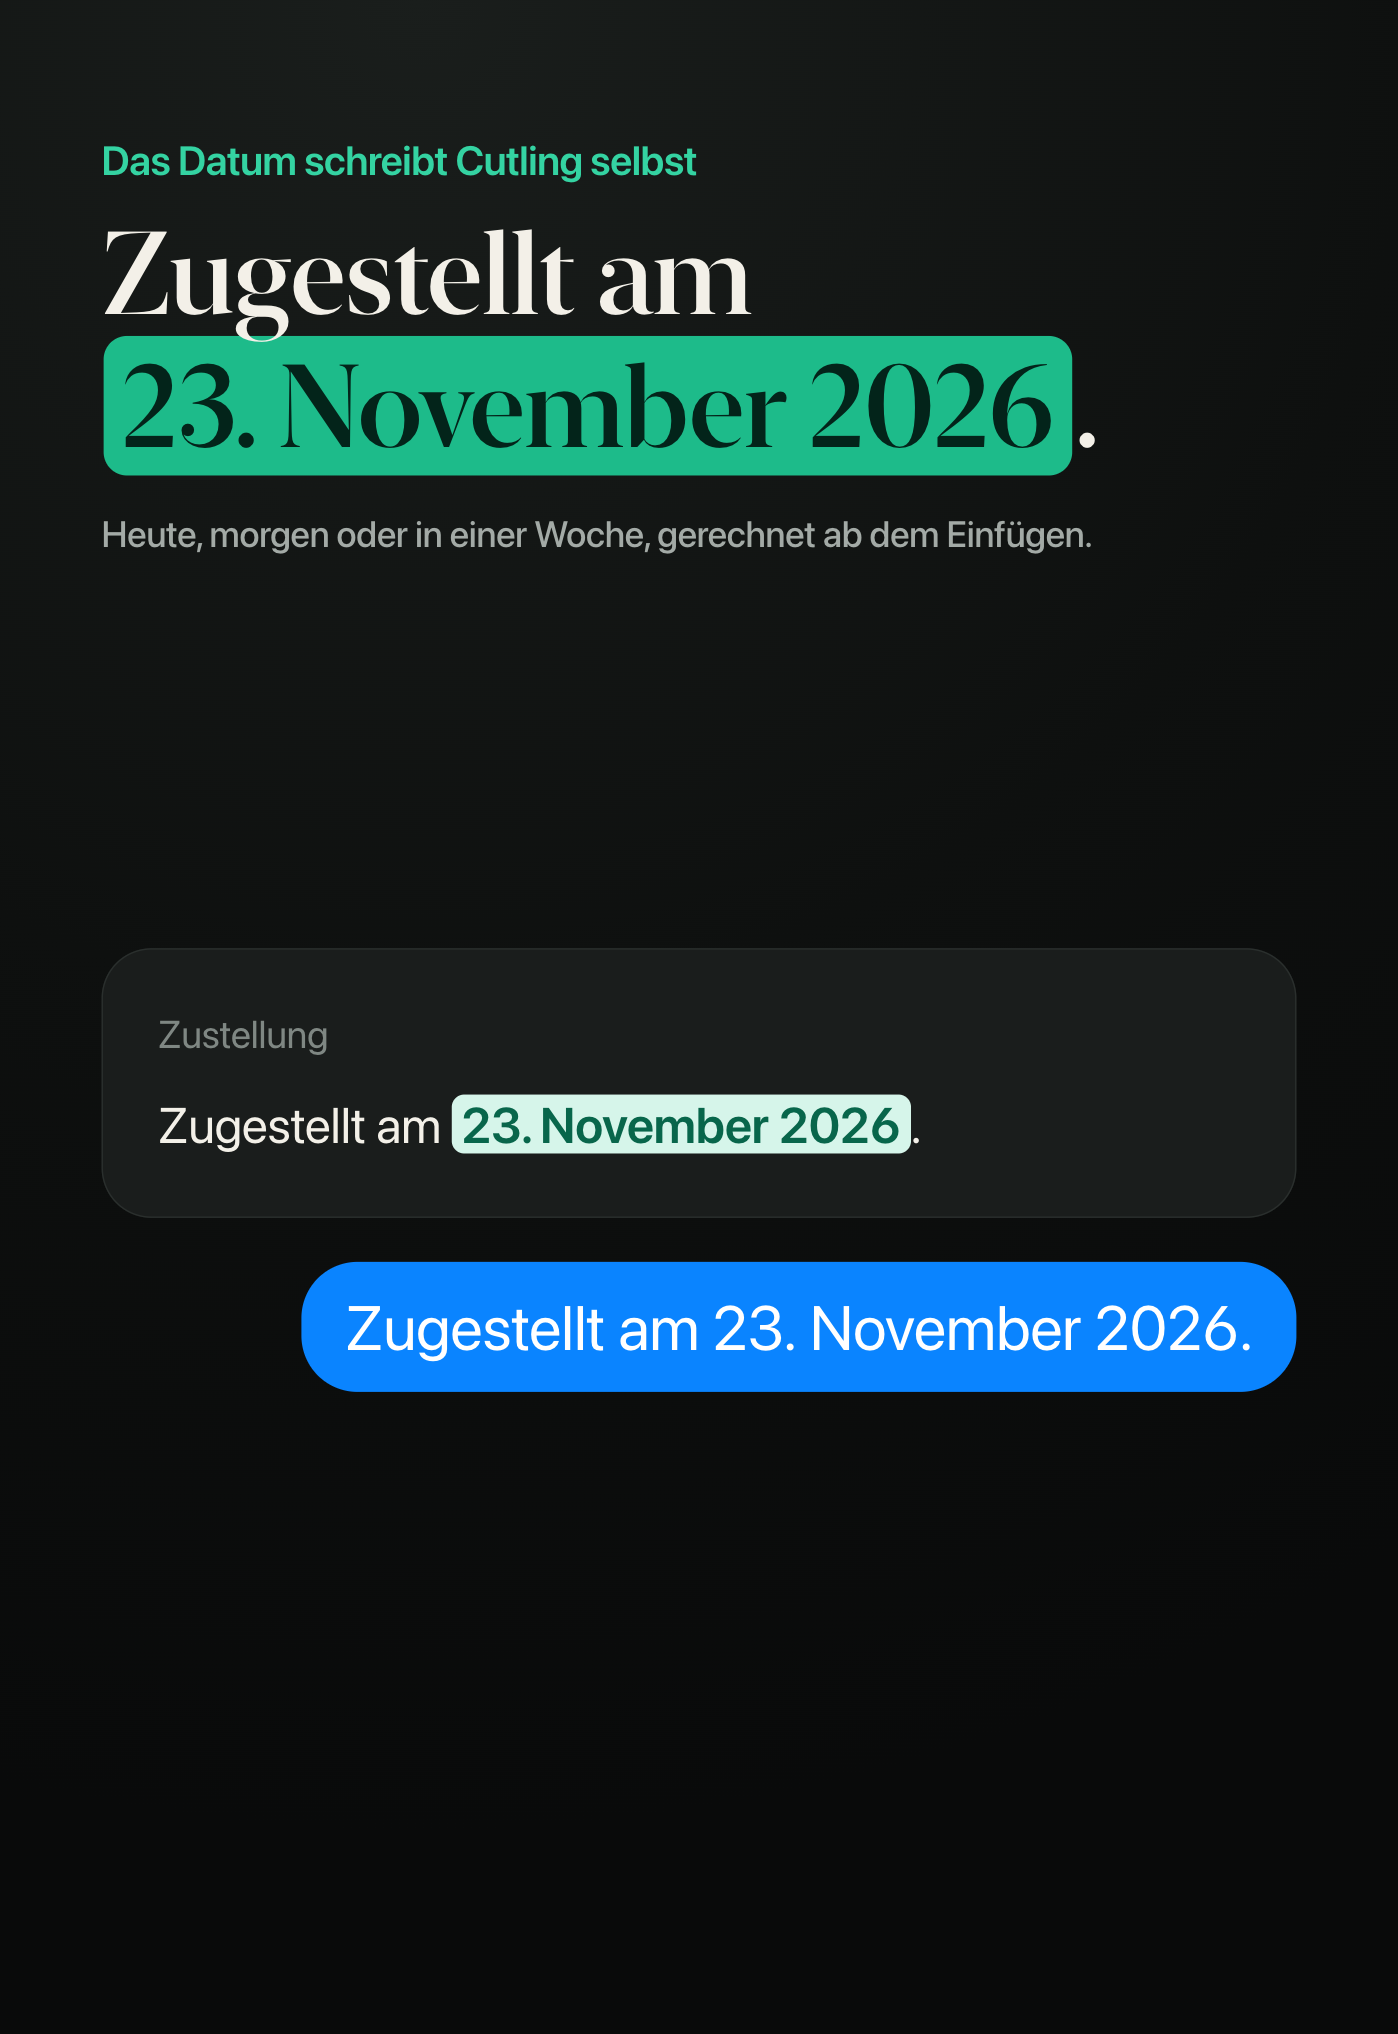 Das Datum schreibt Cutling selbst
Zugestellt am
23. November 2026.
Heute, morgen oder in einer Woche, gerechnet ab dem Einfügen.
Zustellung
Zugestellt am 23. November 2026.
Zugestellt am 23. November 2026.